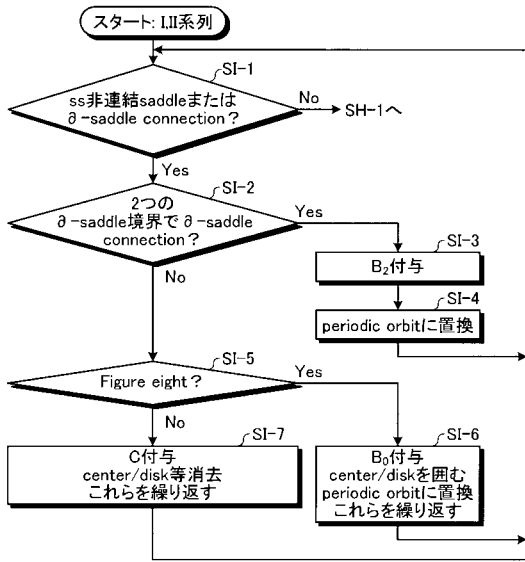 スタート: I,II系列
SI-1
ss非連結saddleまたは
∂-saddle connection?
No
SH-1へ
Yes
SI-2
2つの
∂-saddle境界で∂-saddle
connection?
Yes
No
SI-3
B₂付与
SI-4
periodic orbitに置換
SI-5
Figure eight?
Yes
No
SI-7
C付与
center/disk等消去
これらを繰り返す
SI-6
B₀付与
center/diskを囲む
periodic orbitに置換
これらを繰り返す